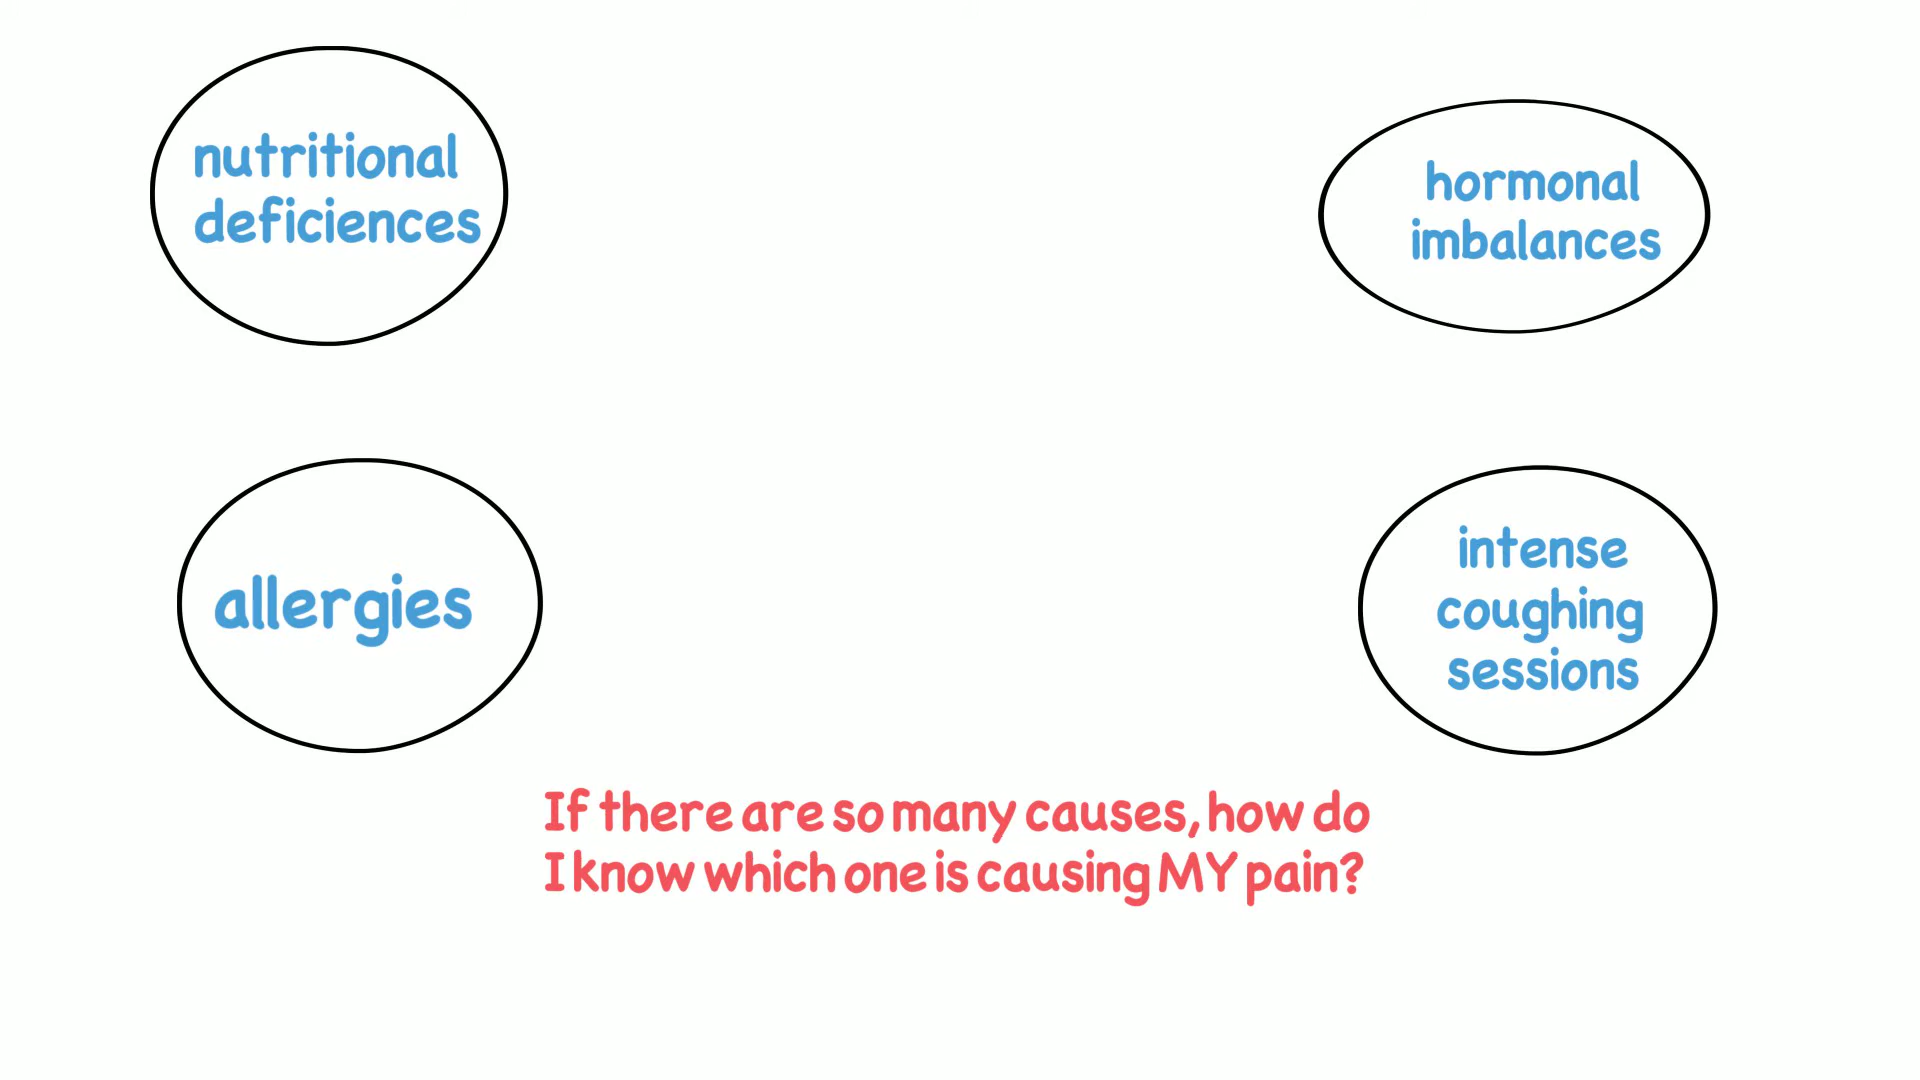 nutritional
deficiences
hormonal
imbalances
allergies
intense
coughing
sessions
If there are so many causes, how do
I know which one is causing MY pain?